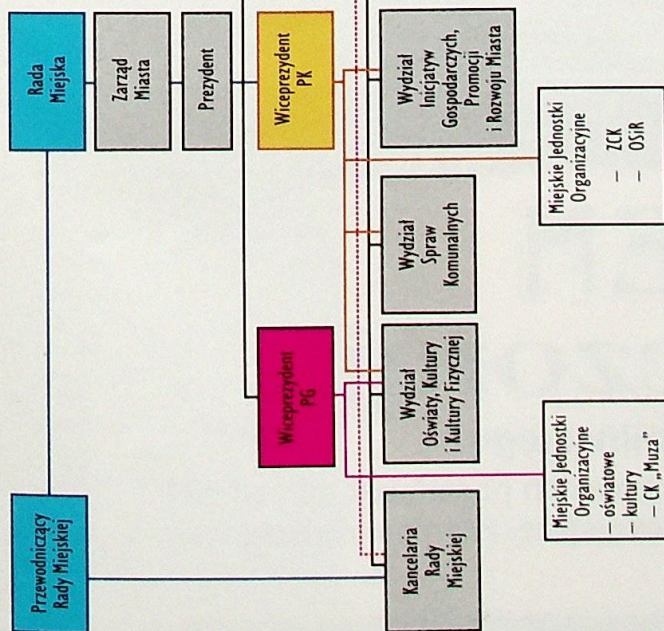 Przewodniczący
Rady Miejskiej
Rada
Miejska
Zarząd
Miasta
Prezydent
Wiceprezydent
PG
Wiceprezydent
PK
Kancelaria
Rady
Miejskiej
Wydział
Oświaty, Kultury
i Kultury Fizycznej
Wydział
Spraw
Komunalnych
Wydział
Inicjatyw
Gospodarczych,
Promocji
i Rozwoju Miasta
Miejskie Jednostki
Organizacyjne
– oświatowe
– kultury
– CK „Muza”
Miejskie Jednostki
Organizacyjne
– ZCK
– OSiR